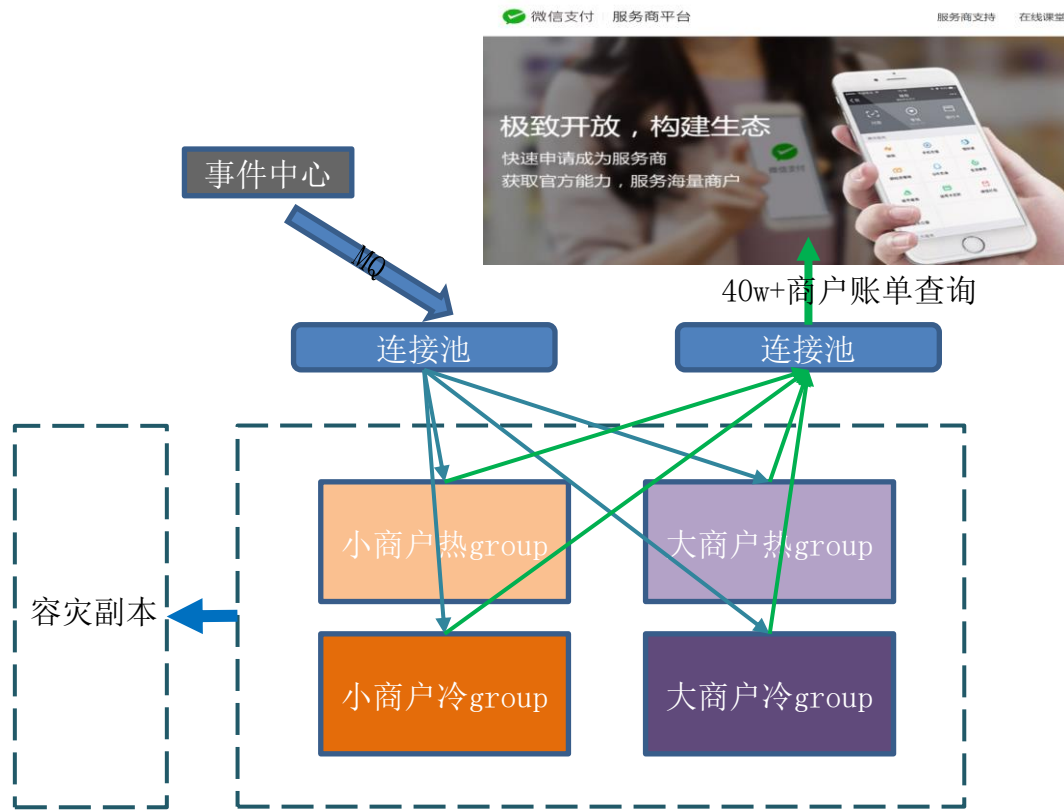 微信支付 服务商平台
服务商支持 在线课堂
极致开放，构建生态
快速申请成为服务商
获取官方能力，服务海量商户
微信支付
事件中心
MQ
40w+商户账单查询
连接池
连接池
小商户热group
大商户热group
容灾副本
小商户冷group
大商户冷group